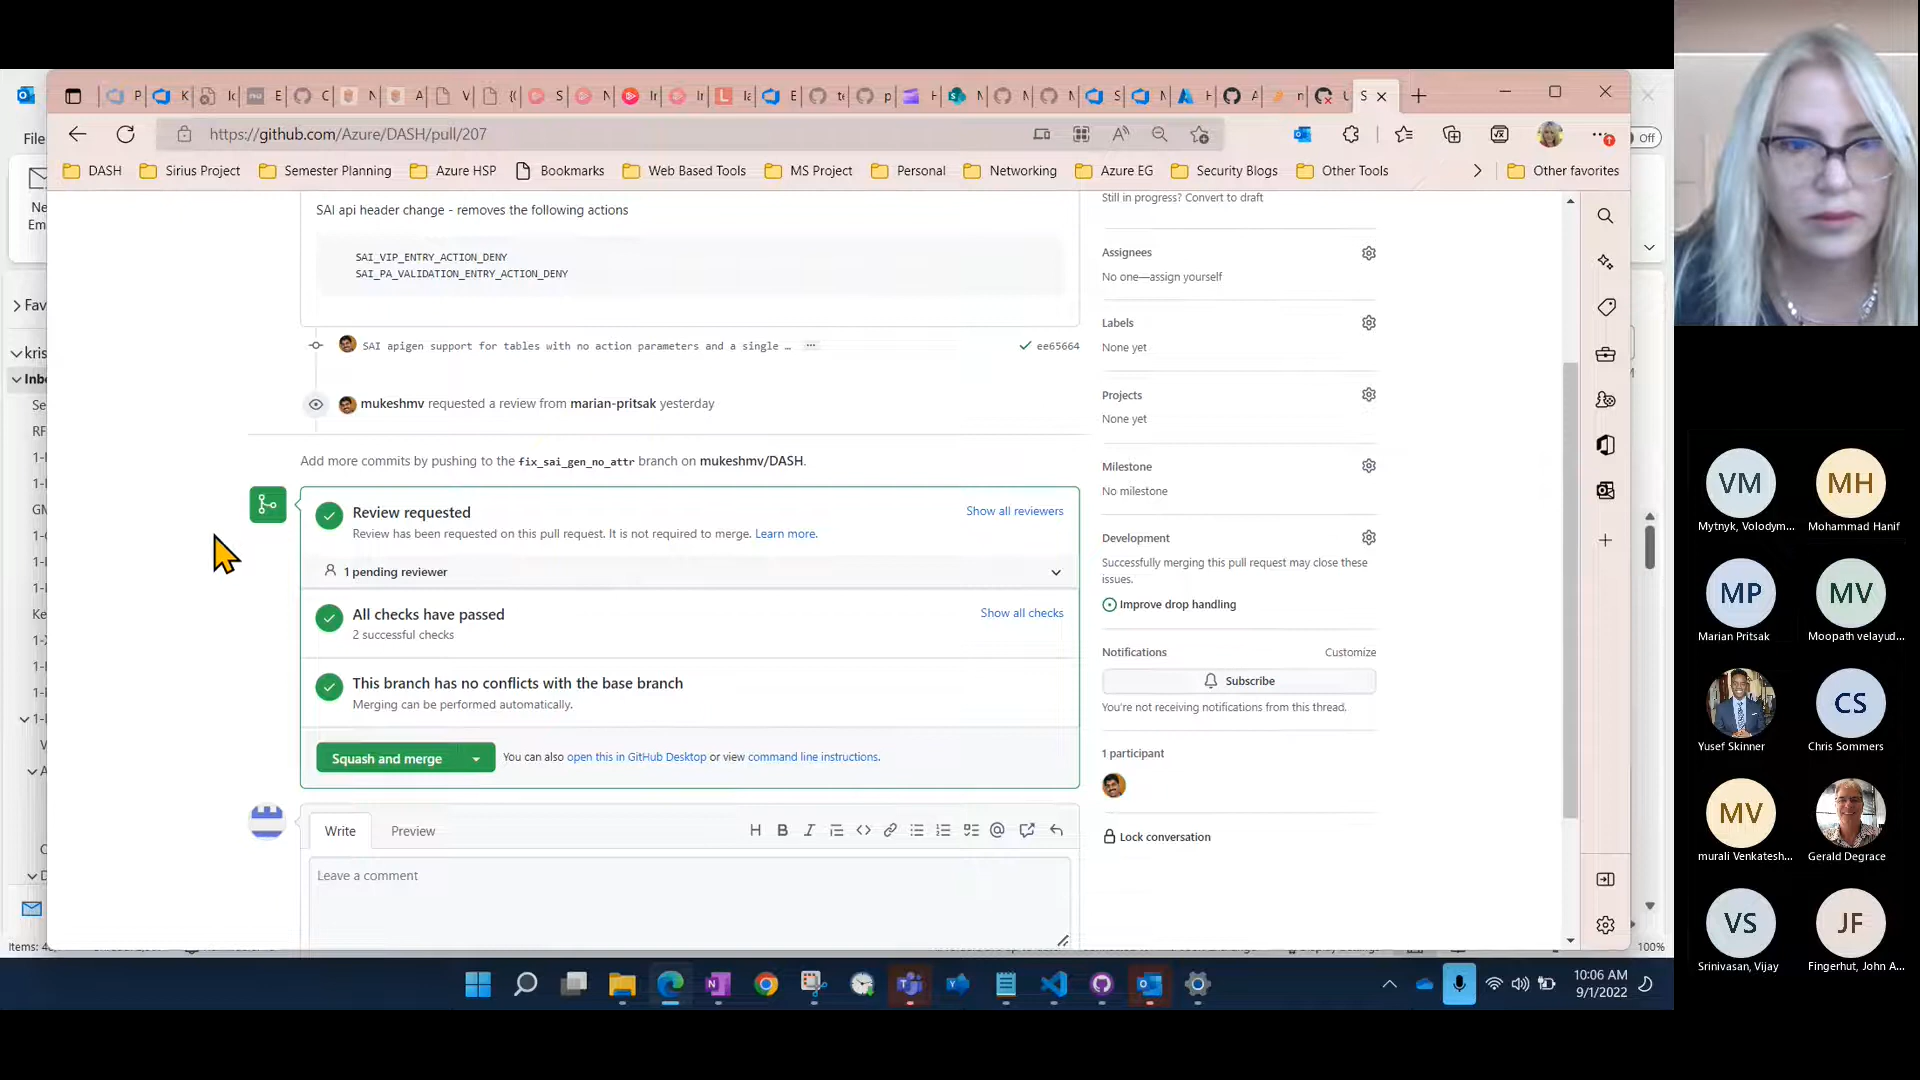 https://github.com/Azure/DASH/pull/207
File
Off
DASH
Sirius Project
Semester Planning
Azure HSP
Bookmarks
Web Based Tools
MS Project
Personal
Networking
Azure EG
Security Blogs
Other Tools
Other favorites
SAI api header change - removes the following actions
SAI_VIP_ENTRY_ACTION_DENY
SAI_PA_VALIDATION_ENTRY_ACTION_DENY
SAI apigen support for tables with no action parameters and a single …
ee65664
mukeshmv requested a review from marian-pritsak yesterday
Add more commits by pushing to the fix_sai_gen_no_attr branch on mukeshmv/DASH.
Review requested
Show all reviewers
Review has been requested on this pull request. It is not required to merge. Learn more.
1 pending reviewer
All checks have passed
Show all checks
2 successful checks
This branch has no conflicts with the base branch
Merging can be performed automatically.
Squash and merge
You can also open this in GitHub Desktop or view command line instructions.
Write
Preview
Leave a comment
Still in progress? Convert to draft
Assignees
No one—assign yourself
Labels
None yet
Projects
None yet
Milestone
No milestone
Development
Successfully merging this pull request may close these
issues.
Improve drop handling
Notifications
Customize
Subscribe
You're not receiving notifications from this thread.
1 participant
Lock conversation
100%
10:06 AM
9/1/2022
VM
Mytnyk, Volodym...
MH
Mohammad Hanif
MP
Marian Pritsak
MV
Moopath velayud...
Yusef Skinner
CS
Chris Sommers
MV
murali Venkatesh...
Gerald Degrace
VS
Srinivasan, Vijay
JF
Fingerhut, John A...